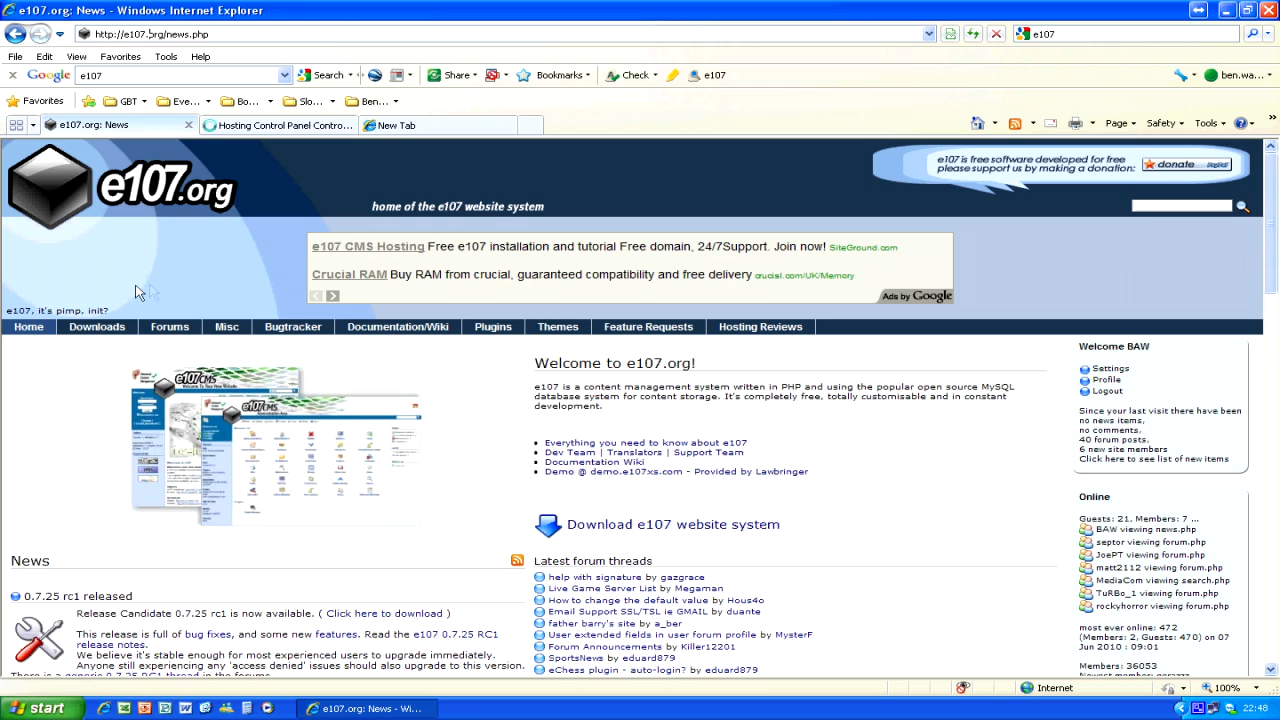 e107.org: News - Windows Internet Explorer
http://e107.org/news.php
e107
File Edit View Favorites Tools Help
Google e107 Search Share Bookmarks Check e107 ben.wa...
Favorites GBT Eve... Bo... Slo... Ben...
e107.org: News Hosting Control Panel Contro... New Tab Page Safety Tools
e107.org
home of the e107 website system
e107 is free software developed for free
please support us by making a donation:
donate
e107 CMS Hosting Free e107 installation and tutorial Free domain, 24/7Support. Join now! SiteGround.com
Crucial RAM Buy RAM from crucial, guaranteed compatibility and free delivery crucial.com/UK/Memory
Ads by Google
e107, it's pimp, init?
Home Downloads Forums Misc Bugtracker Documentation/Wiki Plugins Themes Feature Requests Hosting Reviews
e107CMS
e107CMS
Welcome to e107.org!
e107 is a content management system written in PHP and using the popular open source MySQL
database system for content storage. It's completely free, totally customisable and in constant
development.
Everything you need to know about e107
Dev Team | Translators | Support Team
Documentation Wiki
Demo @ demo.e107xs.com - Provided by Lawbringer
Download e107 website system
News
0.7.25 rc1 released
Release Candidate 0.7.25 rc1 is now available. ( Click here to download )
This release is full of bug fixes, and some new features. Read the e107 0.7.25 RC1
release notes.
We believe it's stable enough for most experienced users to upgrade immediately.
Anyone still experiencing any 'access denied' issues should also upgrade to this version.
There is a generic 0.7.25 RC1 thread in the forums.
Latest forum threads
help with signature by gazgrace
Live Game Server List by Megaman
How to change the default rank by Hous4o
Email Support SSL/TSL ie GMAIL by duante
father barry's site by a_ber
User extended fields in user forum profile by MysterF
Forum Announcements by Killer12201
SportsNews by eduard879
eChess plugin - auto-login? by eduard879
Welcome BAW
Settings
Profile
Logout
Since your last visit there have been
no news items,
no comments,
40 forum posts,
6 new site members
Click here to see list of new items
Online
Guests: 21, Members: 7 ...
BAW viewing news.php
septor viewing forum.php
JoePT viewing forum.php
matt2112 viewing forum.php
MediaCom viewing search.php
TuRBo_1 viewing forum.php
rockyhorror viewing forum.php
most ever online: 472
(Members: 2, Guests: 470) on 07
Jun 2010 : 09:01
Members: 36053
Internet 100%
start e107.org: News - Wi... 22:48